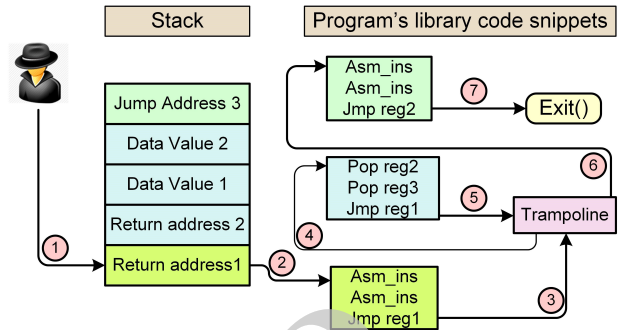 Stack
Program's library code snippets
Jump Address 3
Data Value 2
Data Value 1
Return address 2
Return address1
Asm_ins
Asm_ins
Jmp reg2
7
Exit()
6
Pop reg2
Pop reg3
Jmp reg1
5
Trampoline
4
1
2
Asm_ins
Asm_ins
Jmp reg1
3